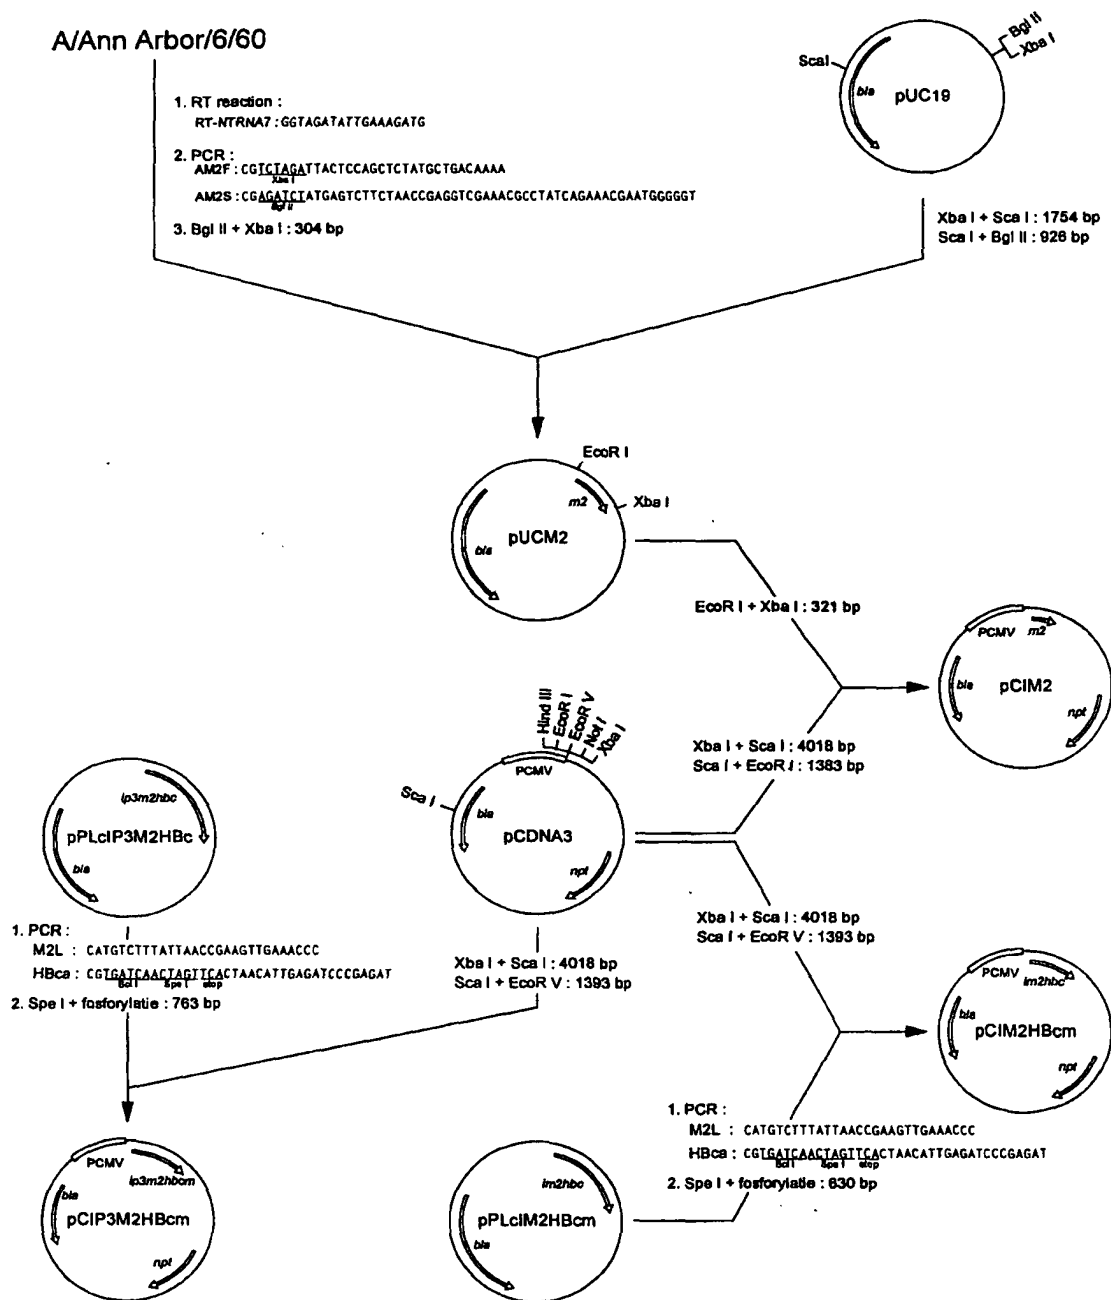 A/Ann Arbor/6/60
1. RT reaction :
RT-NTRNA7 : GGTAGATATTGAAAGATG
2. PCR :
AM2F : CGTCTAGATTACTCCAGCTCTATGCTGACAAAA
Xba I
AM2S : CGAGATCTATGAGTCTTCTAACCGAGGTCGAAACGCCTATCAGAAACGAATGGGGGT
Bgl II
3. Bgl II + Xba I : 304 bp
Bgl II
Xba I
Sca I
bla
pUC19
Xba I + Sca I : 1754 bp
Sca I + Bgl II : 926 bp
EcoR I
m2
Xba I
bla
pUCM2
EcoR I + Xba I : 321 bp
PCMV
m2
bla
pCIM2
npt
Xba I + Sca I : 4018 bp
Sca I + EcoR I : 1383 bp
Hind III
EcoR I
EcoR V
Not I
Xba I
PCMV
Sca I
bla
pCDNA3
npt
ip3m2hbc
pPLcIP3M2HBc
bla
1. PCR :
M2L : CATGTCTTTATTAACCGAAGTTGAAACCC
HBca : CGTGATCAACTAGTTCACTAACATTGAGATCCCGAGAT
Bcl I Spe I stop
2. Spe I + fosforylatie : 763 bp
Xba I + Sca I : 4018 bp
Sca I + EcoR V : 1393 bp
Xba I + Sca I : 4018 bp
Sca I + EcoR V : 1393 bp
PCMV
im2hbc
bla
pCIM2HBcm
npt
1. PCR :
M2L : CATGTCTTTATTAACCGAAGTTGAAACCC
HBca : CGTGATCAACTAGTTCACTAACATTGAGATCCCGAGAT
Bcl I Spe I stop
2. Spe I + fosforylatie : 630 bp
PCMV
ip3m2hbcm
bla
pCIP3M2HBcm
npt
im2hbc
pPLcIM2HBcm
bla